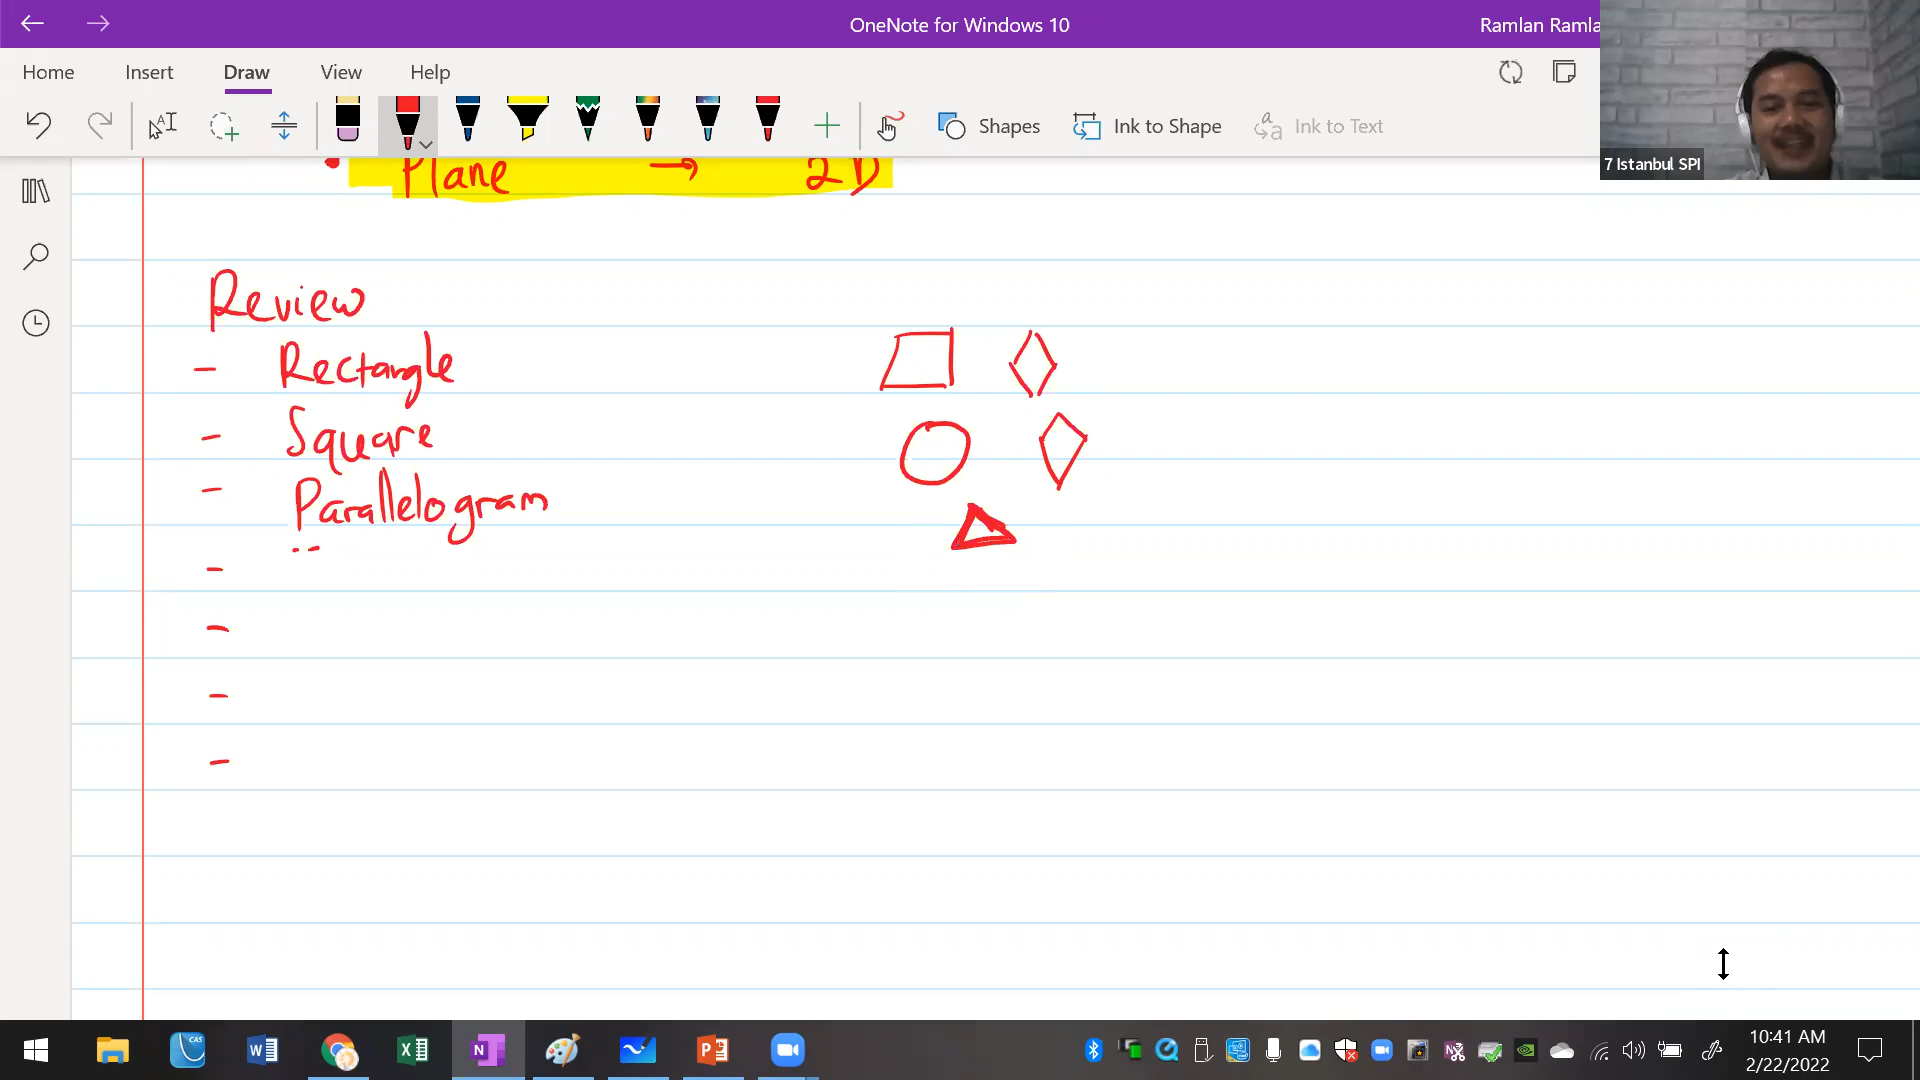 OneNote for Windows 10
Ramlan Ramla
Home Insert Draw View Help
Shapes Ink to Shape Ink to Text
7 Istanbul SPI
• Plane → 2D
Review
- Rectangle
- Square
- Parallelogram
-
-
-
-
10:41 AM
2/22/2022